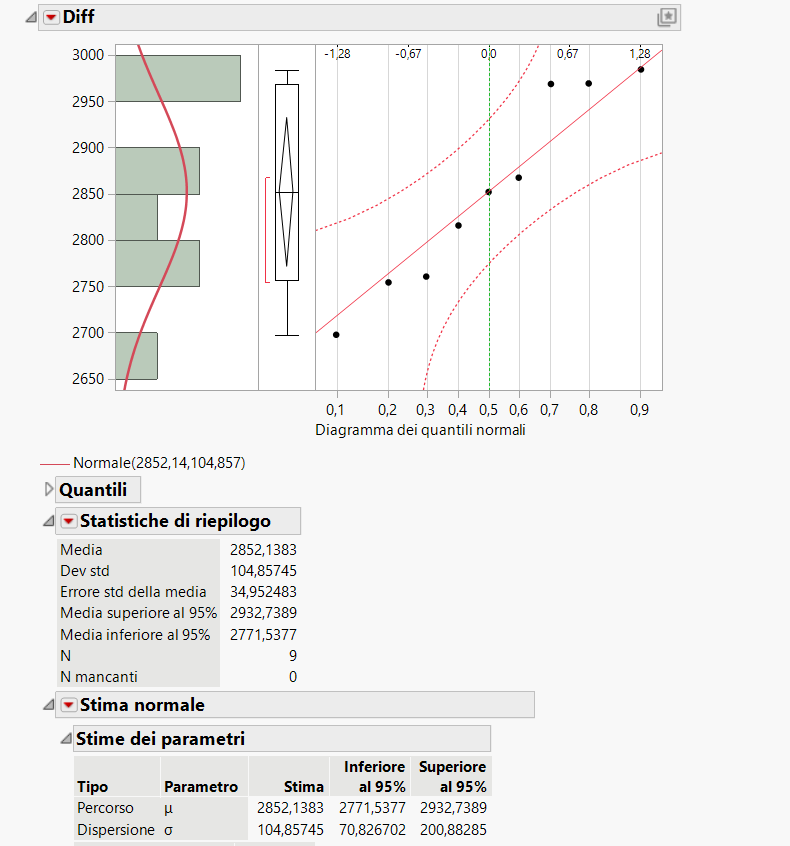 Diff
-1,28 -0,67 0,0 0,67 1,28
3000
2950
2900
2850
2800
2750
2700
2650
0,1 0,2 0,3 0,4 0,5 0,6 0,7 0,8 0,9
Diagramma dei quantili normali
Normale(2852,14,104,857)
Quantili
Statistiche di riepilogo
Media 2852,1383
Dev std 104,85745
Errore std della media 34,952483
Media superiore al 95% 2932,7389
Media inferiore al 95% 2771,5377
N 9
N mancanti 0
Stima normale
Stime dei parametri
Inferiore Superiore
Tipo Parametro Stima al 95% al 95%
Percorso μ 2852,1383 2771,5377 2932,7389
Dispersione σ 104,85745 70,826702 200,88285